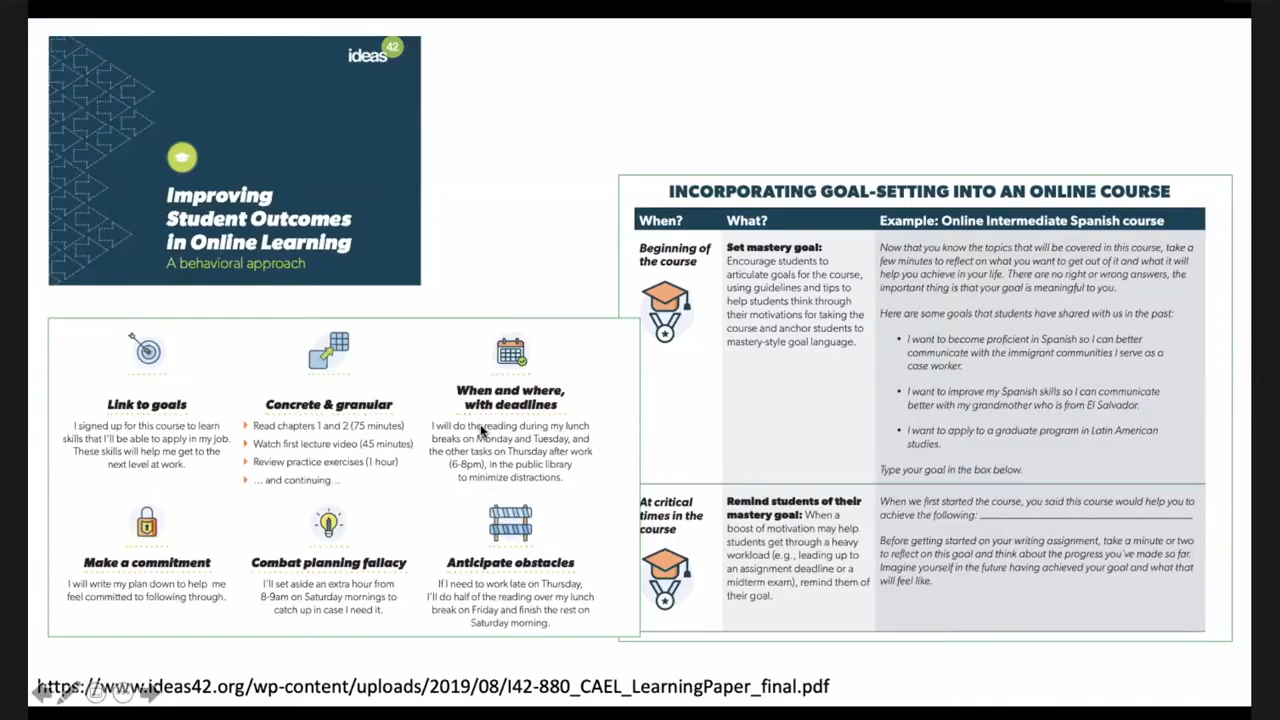 ideas42
Improving
Student Outcomes
in Online Learning
A behavioral approach
Link to goals
I signed up for this course to learn
skills that I'll be able to apply in my job.
These skills will help me get to the
next level at work.
Concrete & granular
Read chapters 1 and 2 (75 minutes)
Watch first lecture video (45 minutes)
Review practice exercises (1 hour)
... and continuing...
When and where,
with deadlines
I will do the reading during my lunch
breaks on Monday and Tuesday, and
the other tasks on Thursday after work
(6-8pm), in the public library
to minimize distractions.
Make a commitment
I will write my plan down to help me
feel committed to following through.
Combat planning fallacy
I'll set aside an extra hour from
8-9am on Saturday mornings to
catch up in case I need it.
Anticipate obstacles
If I need to work late on Thursday,
I'll do half of the reading over my lunch
break on Friday and finish the rest on
Saturday morning.
INCORPORATING GOAL-SETTING INTO AN ONLINE COURSE
When?
What?
Example: Online Intermediate Spanish course
Beginning of
the course
Set mastery goal:
Encourage students to
articulate goals for the course,
using guidelines and tips to
help students think through
their motivations for taking the
course and anchor students to
mastery-style goal language.
Now that you know the topics that will be covered in this course, take a
few minutes to reflect on what you want to get out of it and what it will
help you achieve in your life. There are no right or wrong answers, the
important thing is that your goal is meaningful to you.
Here are some goals that students have shared with us in the past:
• I want to become proficient in Spanish so I can better
communicate with the immigrant communities I serve as a
case worker.
• I want to improve my Spanish skills so I can communicate
better with my grandmother who is from El Salvador.
• I want to apply to a graduate program in Latin American
studies.
Type your goal in the box below.
At critical
times in the
course
Remind students of their
mastery goal: When a
boost of motivation may help
students get through a heavy
workload (e.g., leading up to
an assignment deadline or a
midterm exam), remind them of
their goal.
When we first started the course, you said this course would help you to
achieve the following: ____________________
Before getting started on your writing assignment, take a minute or two
to reflect on this goal and think about the progress you've made so far.
Imagine yourself in the future having achieved your goal and what that
will feel like.
https://www.ideas42.org/wp-content/uploads/2019/08/I42-880_CAEL_LearningPaper_final.pdf